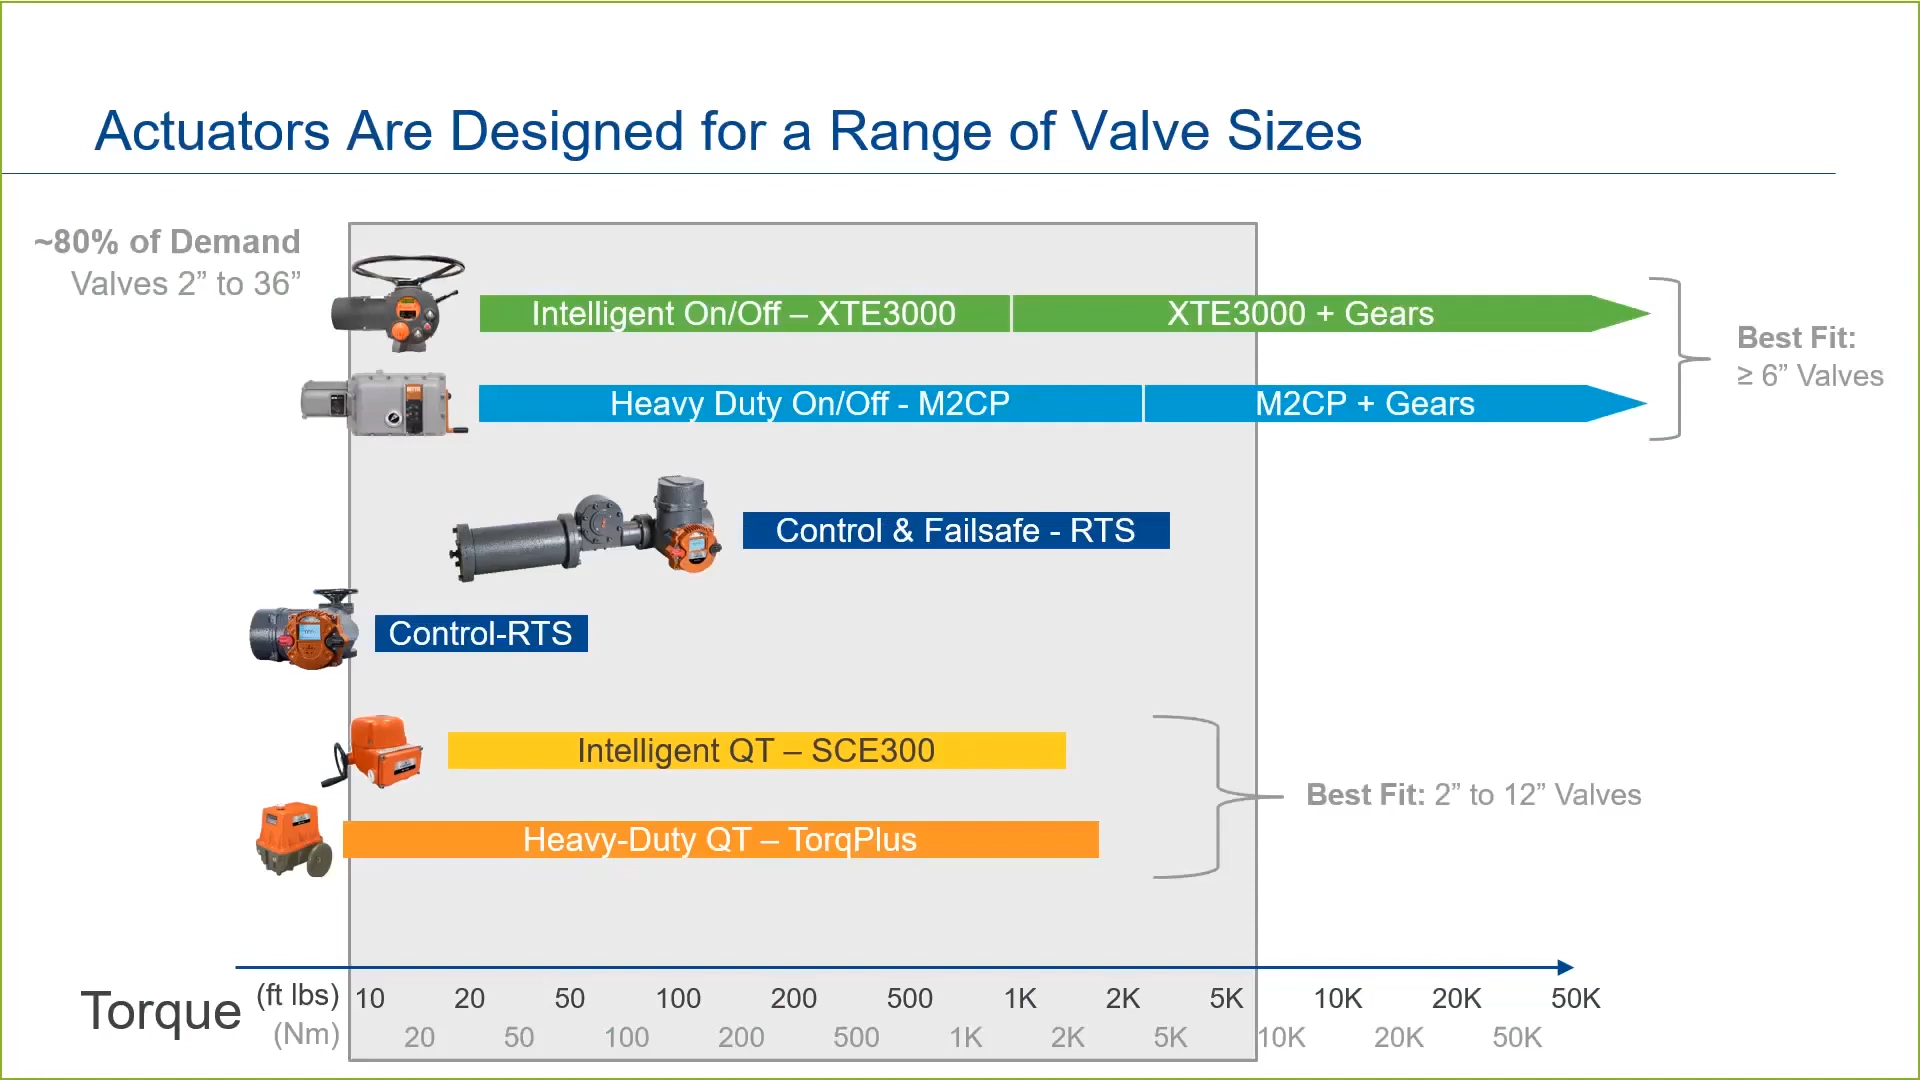 Actuators Are Designed for a Range of Valve Sizes
~80% of Demand
Valves 2” to 36”
Intelligent On/Off – XTE3000
XTE3000 + Gears
Heavy Duty On/Off - M2CP
M2CP + Gears
Best Fit:
≥ 6” Valves
Control & Failsafe - RTS
Control-RTS
Intelligent QT – SCE300
Heavy-Duty QT – TorqPlus
Best Fit: 2” to 12” Valves
Torque
(ft lbs) 10 20 50 100 200 500 1K 2K 5K 10K 20K 50K
(Nm) 20 50 100 200 500 1K 2K 5K 10K 20K 50K